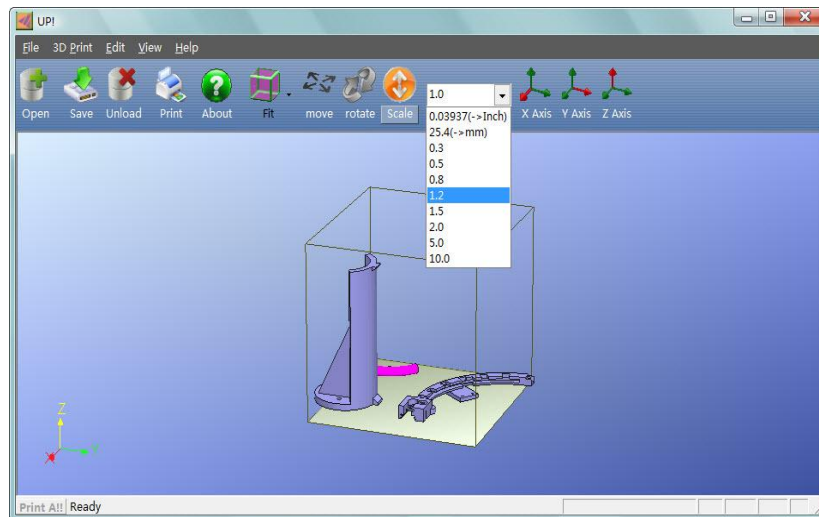 UP!
File 3D Print Edit View Help
1.0
Open Save Unload Print About Fit move rotate Scale X Axis Y Axis Z Axis
0.03937(->Inch)
25.4(->mm)
0.3
0.5
0.8
1.2
1.5
2.0
5.0
10.0
Z
Y
X
Print A!! Ready